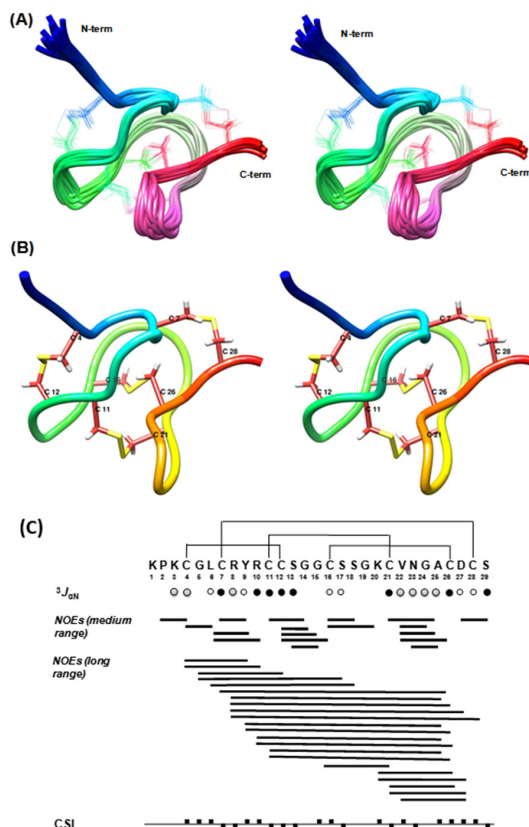 (A)
N-term
N-term
C-term
C-term
(B)
C 4
C 7
C 28
C 12
C 16
C 26
C 11
C 21
C 4
C 7
C 28
C 12
C 16
C 26
C 11
C 21
(C)
K P K C G L C R Y R C C S G G C S S G K C V N G A C D C S
1 2 3 4 5 6 7 8 9 10 11 12 13 14 15 16 17 18 19 20 21 22 23 24 25 26 27 28 29
³JαN
NOEs (medium
range)
NOEs (long
range)
CSI